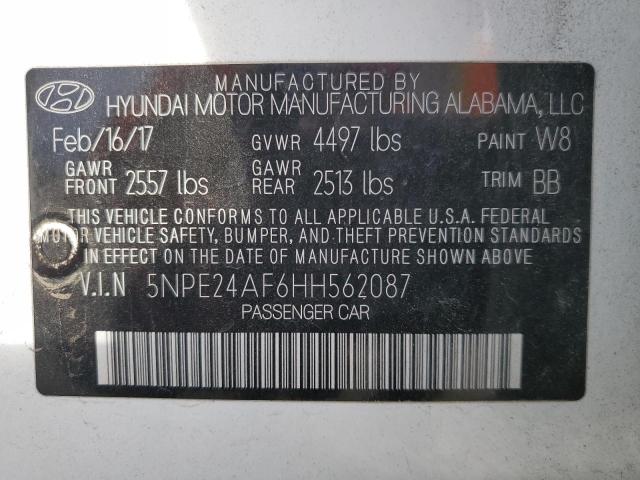 MANUFACTURED BY
HYUNDAI MOTOR MANUFACTURING ALABAMA, LLC
Feb/16/17 GVWR 4497 lbs PAINT W8
GAWR FRONT 2557 lbs GAWR REAR 2513 lbs TRIM BB
THIS VEHICLE CONFORMS TO ALL APPLICABLE U.S.A. FEDERAL
MOTOR VEHICLE SAFETY, BUMPER, AND THEFT PREVENTION STANDARDS
IN EFFECT ON THE DATE OF MANUFACTURE SHOWN ABOVE.
V.I.N 5NPE24AF6HH562087
PASSENGER CAR